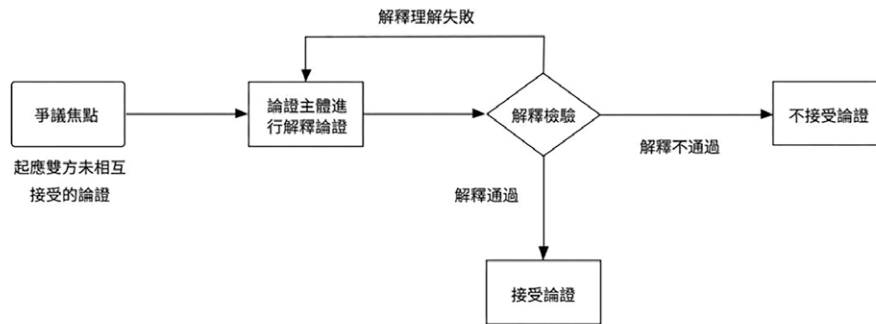 解釋理解失敗
爭議焦點
論證主體進
行解釋論證
解釋檢驗
不接受論證
起應雙方未相互
接受的論證
解釋不通過
解釋通過
接受論證